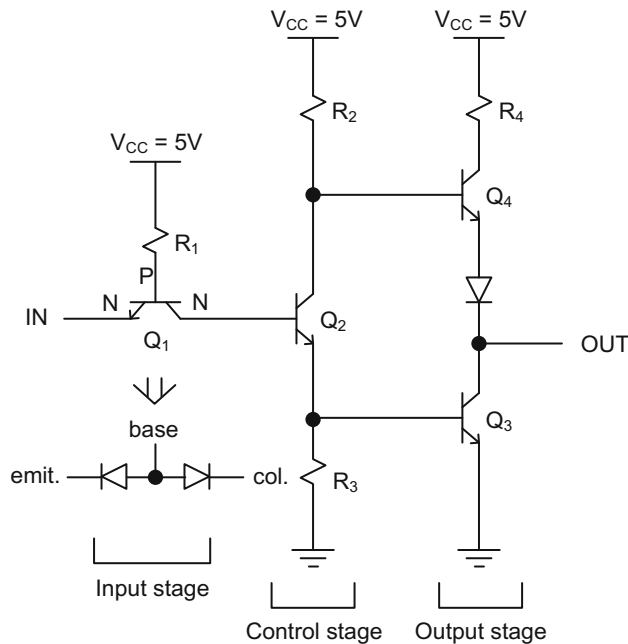 V_CC = 5V
V_CC = 5V
R_2
R_4
V_CC = 5V
R_1
Q_4
P
N
N
IN
Q_1
Q_2
OUT
base
Q_3
emit.
col.
R_3
Input stage
Control stage
Output stage